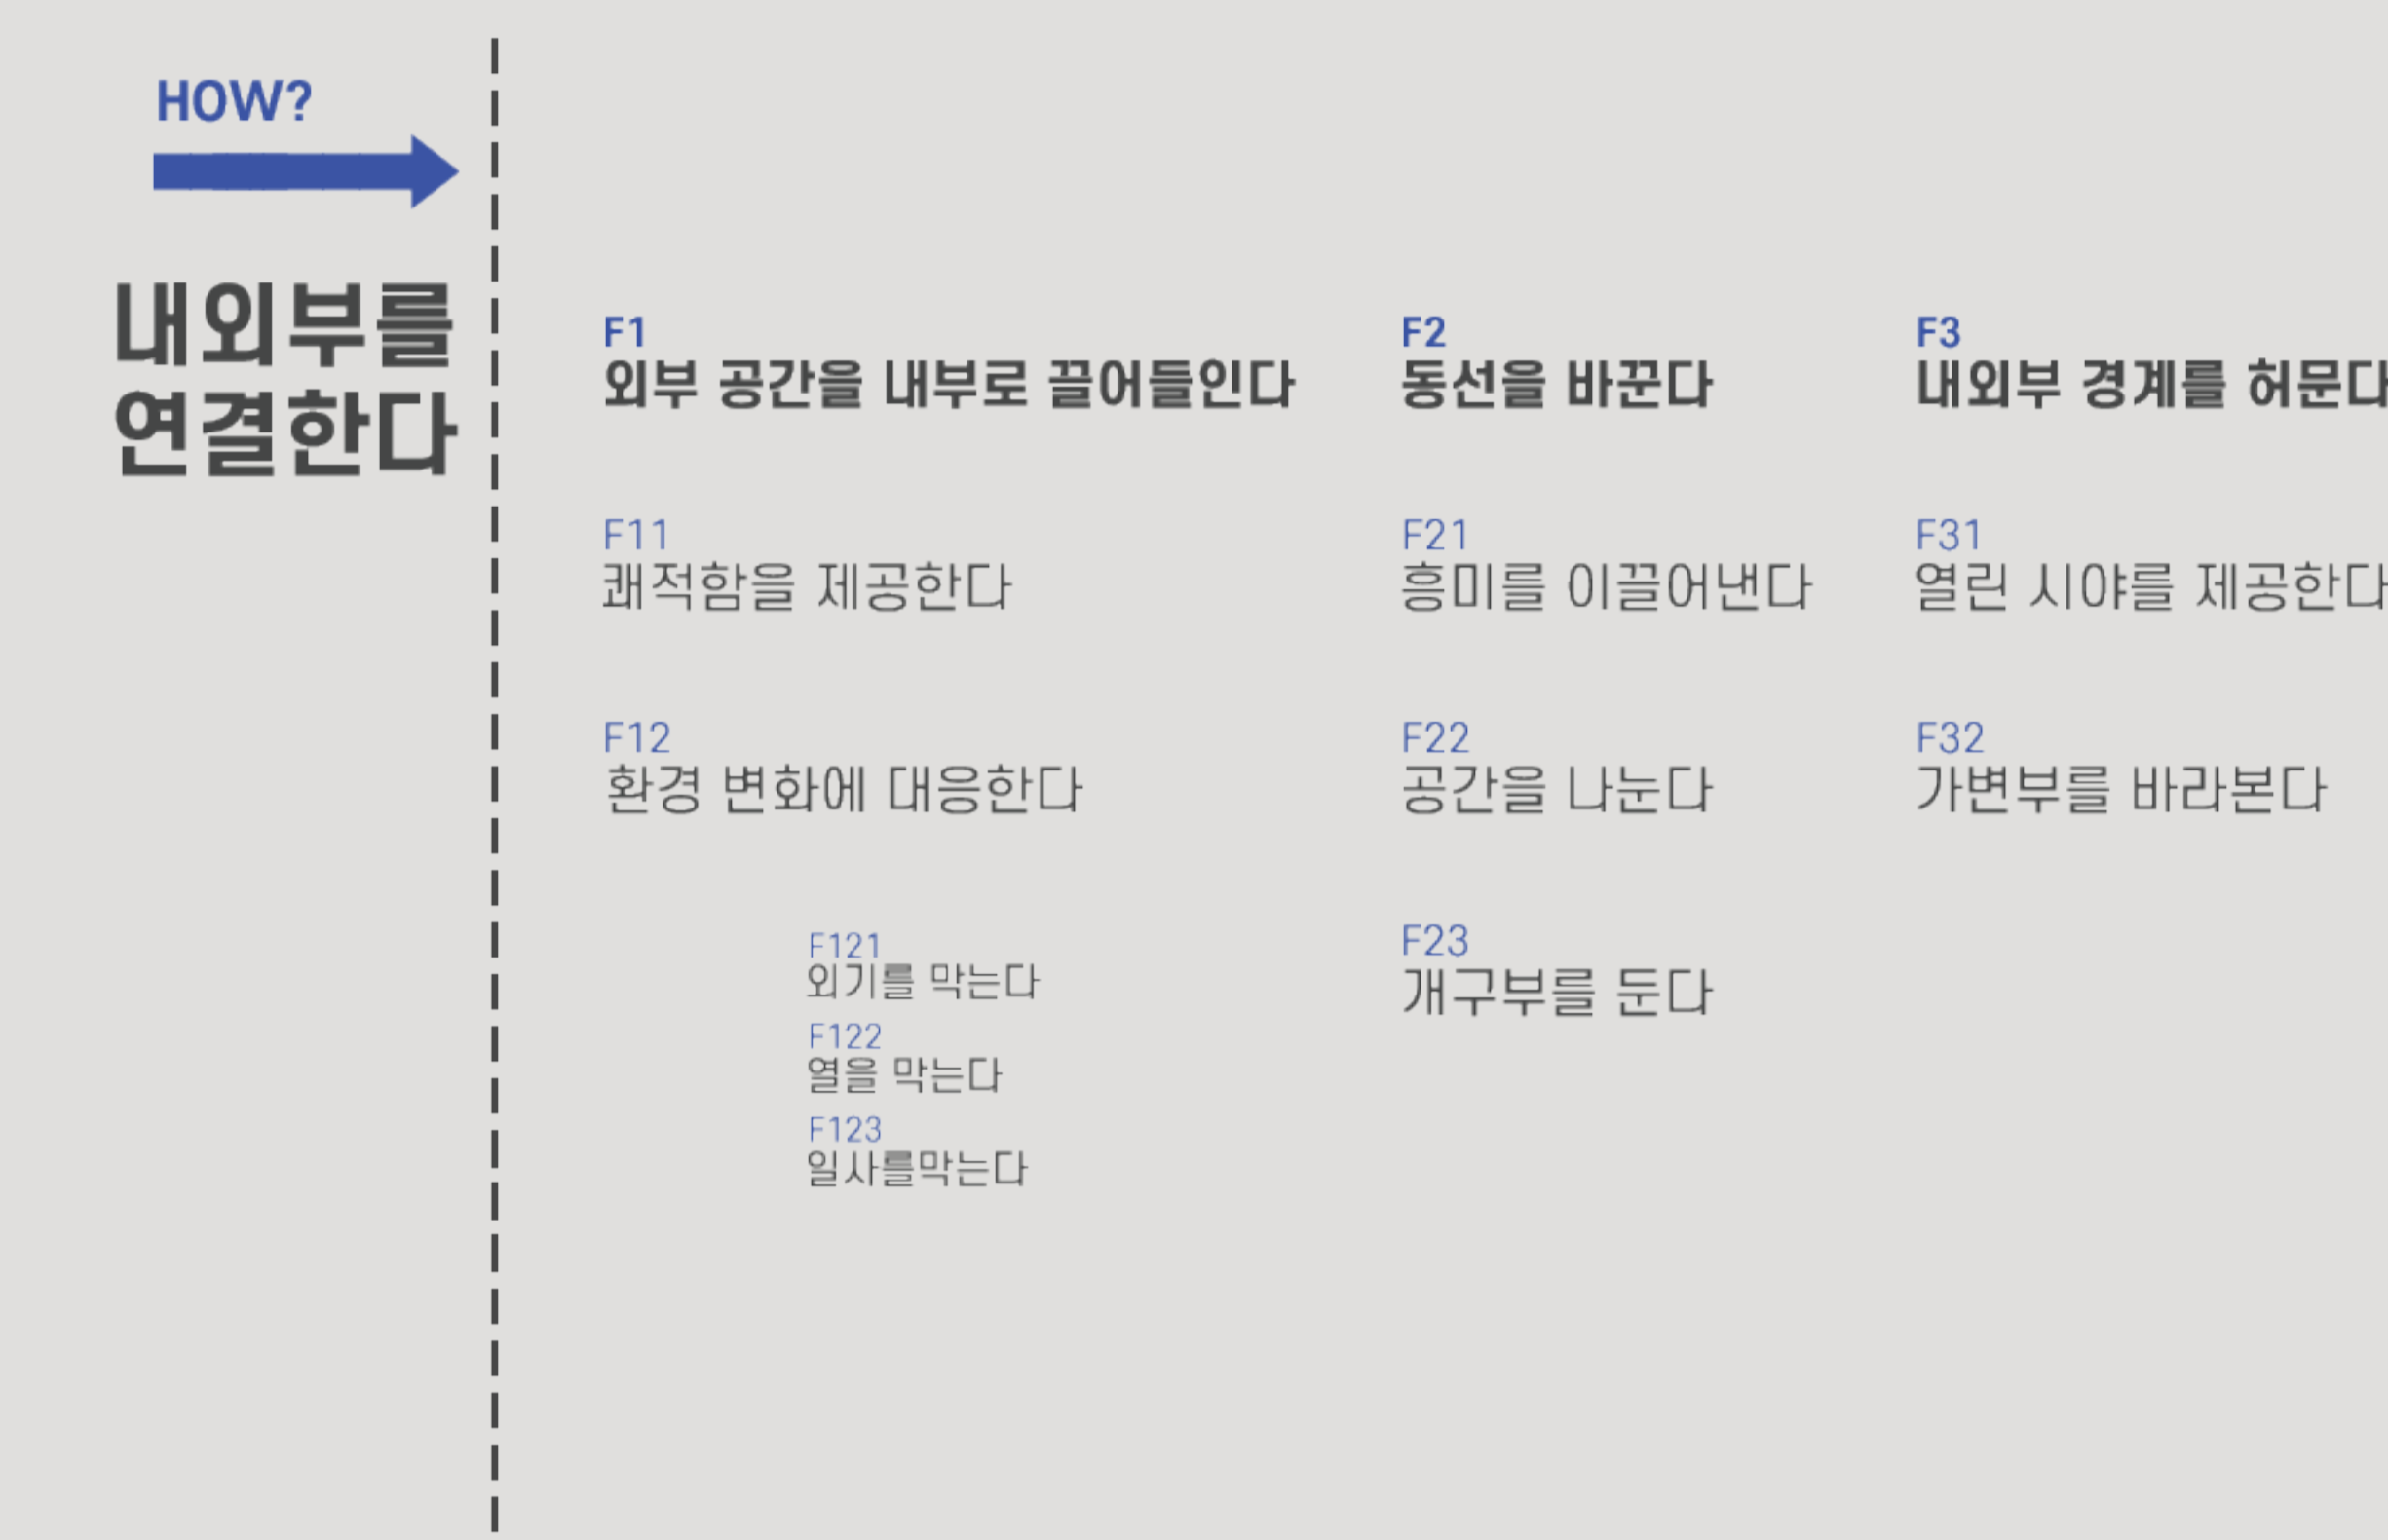 HOW?
내외부를
연결한다
F1
외부 공간을 내부로 끌어들인다
F11
쾌적함을 제공한다
F12
환경 변화에 대응한다
F121
외기를 막는다
F122
열을 막는다
F123
일사를막는다
F2
동선을 바꾼다
F21
흥미를 이끌어낸다
F22
공간을 나눈다
F23
개구부를 둔다
F3
내외부 경계를 허문다
F31
열린 시야를 제공한다
F32
가변부를 바라본다